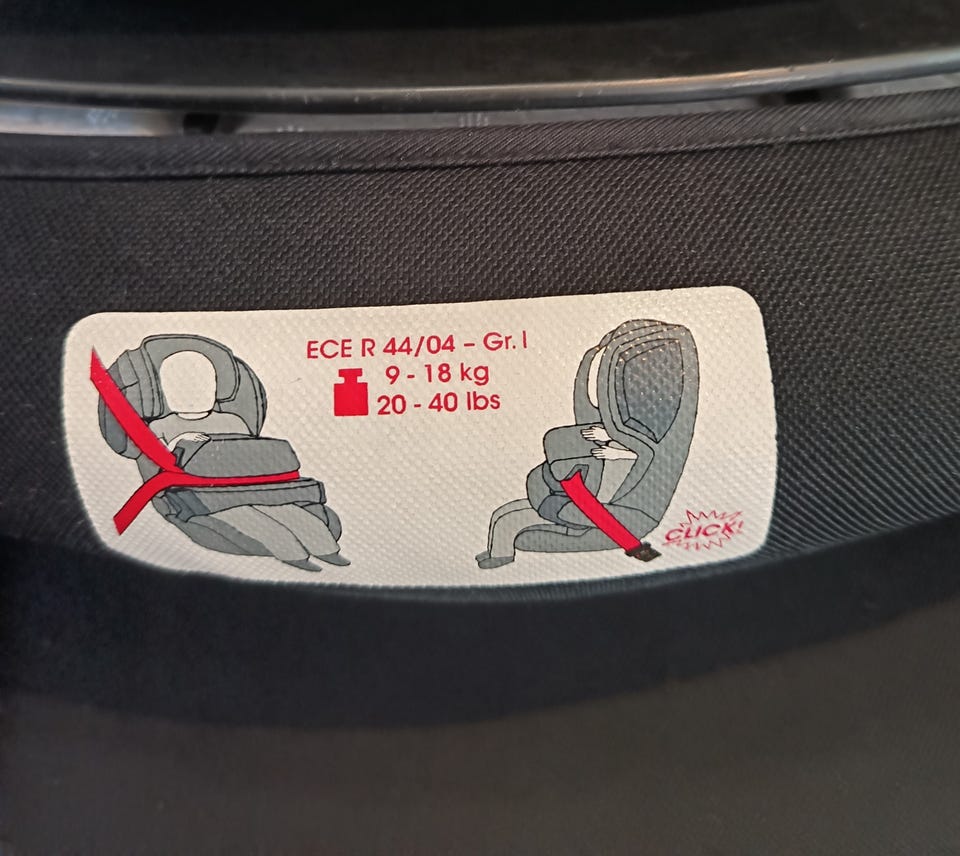 ECE R 44/04 – Gr. I
9 - 18 kg
20 - 40 lbs
CLICK!